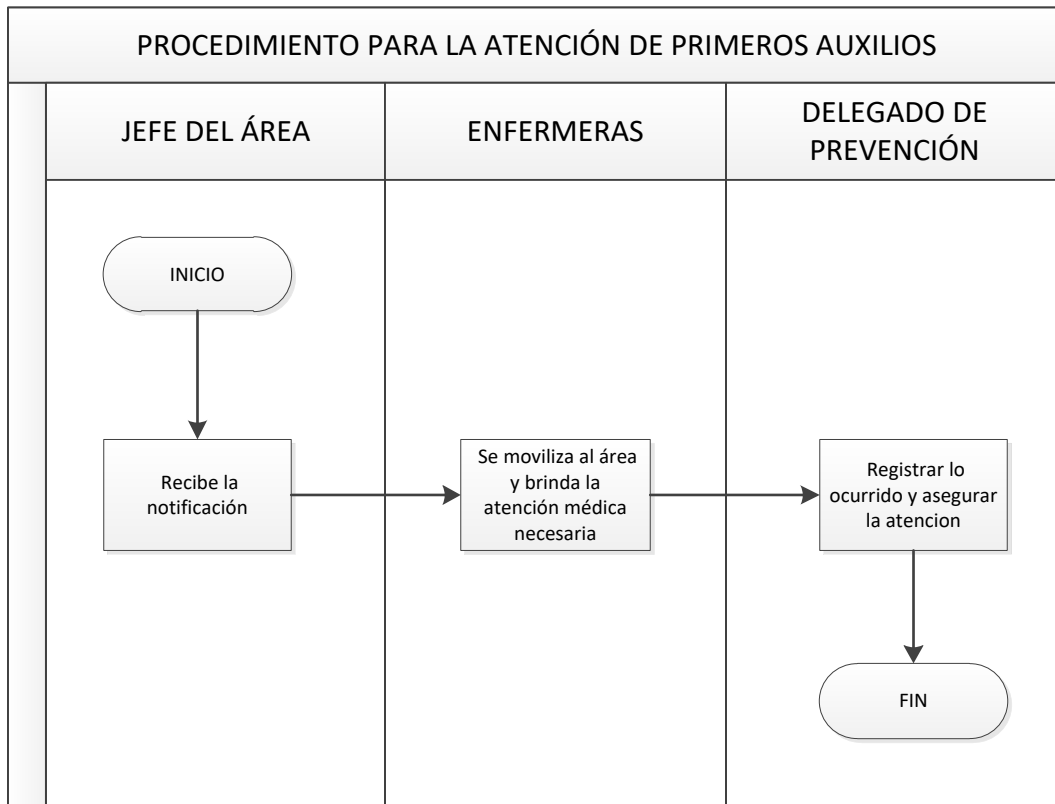 PROCEDIMIENTO PARA LA ATENCIÓN DE PRIMEROS AUXILIOS
JEFE DEL ÁREA
ENFERMERAS
DELEGADO DE
PREVENCIÓN
INICIO
Recibe la
notificación
Se moviliza al área
y brinda la
atención médica
necesaria
Registrar lo
ocurrido y asegurar
la atencion
FIN